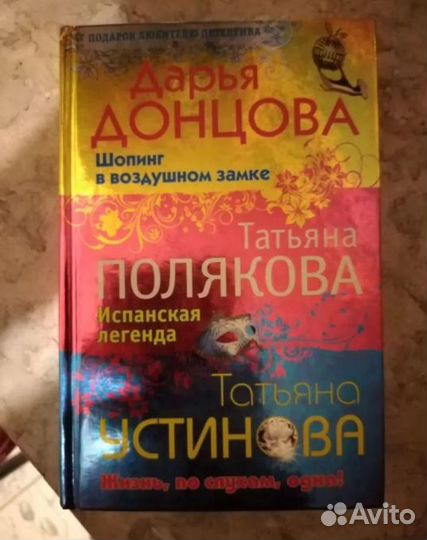 ПОДАРОК ЛЮБИТЕЛЮ ДЕТЕКТИВА
Дарья
ДОНЦОВА
Шопинг
в воздушном замке
Татьяна
ПОЛЯКОВА
Испанская
легенда
Татьяна
УСТИНОВА
Жизнь, по слухам, одна!
Avito